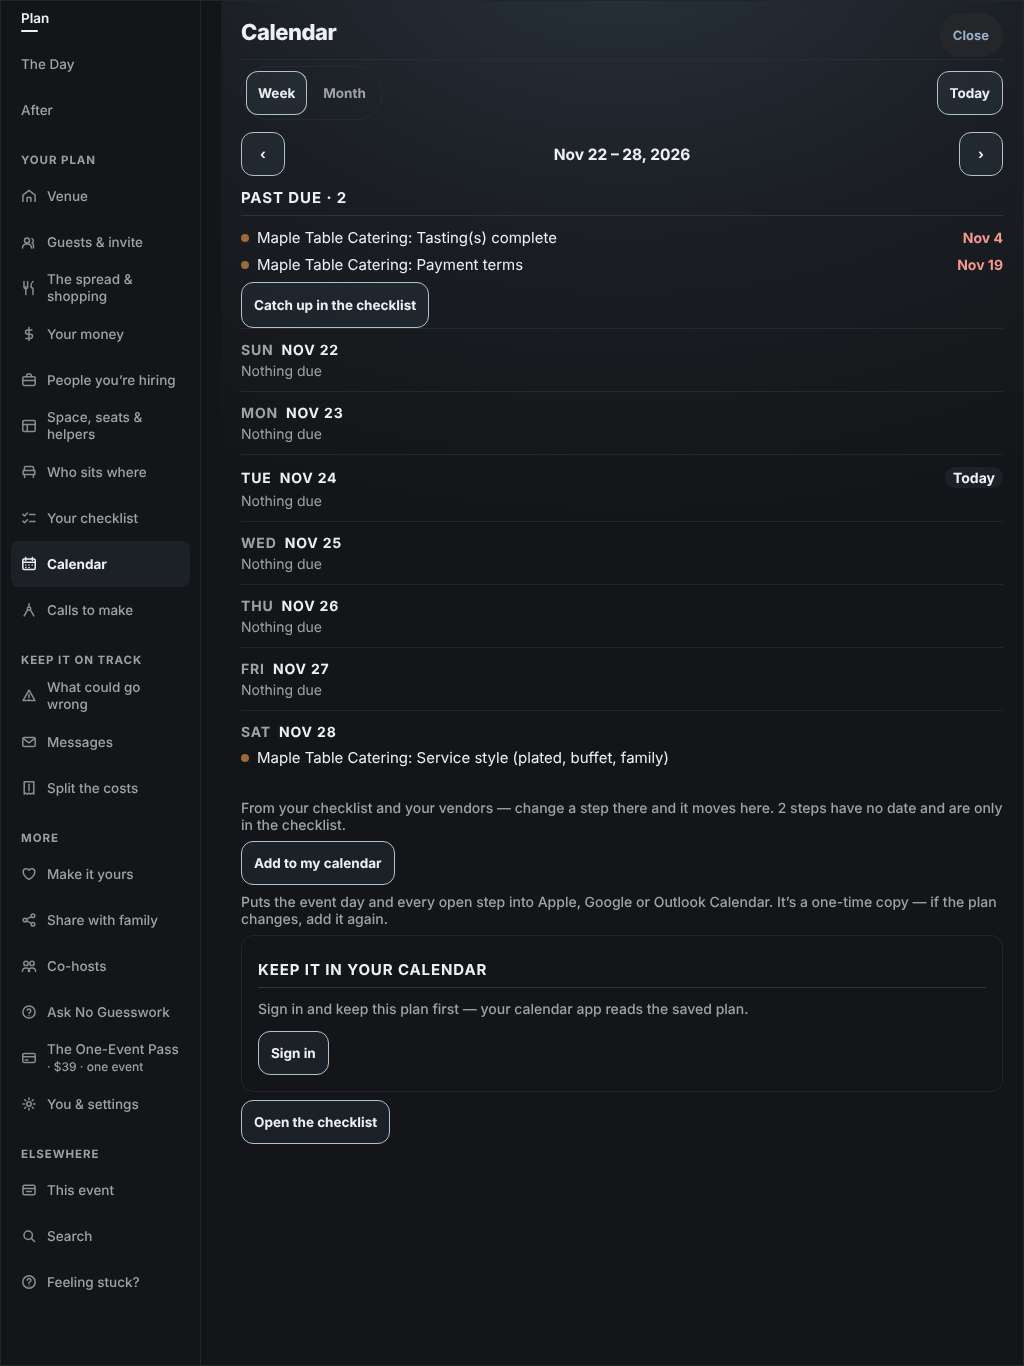 Plan
The Day
After
YOUR PLAN
Venue
Guests & invite
The spread &
shopping
Your money
People you’re hiring
Space, seats &
helpers
Who sits where
Your checklist
Calendar
Calls to make
KEEP IT ON TRACK
What could go
wrong
Messages
Split the costs
MORE
Make it yours
Share with family
Co-hosts
Ask No Guesswork
The One-Event Pass
· $39 · one event
You & settings
ELSEWHERE
This event
Search
Feeling stuck?
Calendar
Close
Week Month
Today
‹ Nov 22 – 28, 2026 ›
PAST DUE · 2
Maple Table Catering: Tasting(s) complete Nov 4
Maple Table Catering: Payment terms Nov 19
Catch up in the checklist
SUN NOV 22
Nothing due
MON NOV 23
Nothing due
TUE NOV 24 Today
Nothing due
WED NOV 25
Nothing due
THU NOV 26
Nothing due
FRI NOV 27
Nothing due
SAT NOV 28
Maple Table Catering: Service style (plated, buffet, family)
From your checklist and your vendors — change a step there and it moves here. 2 steps have no date and are only
in the checklist.
Add to my calendar
Puts the event day and every open step into Apple, Google or Outlook Calendar. It’s a one-time copy — if the plan
changes, add it again.
KEEP IT IN YOUR CALENDAR
Sign in and keep this plan first — your calendar app reads the saved plan.
Sign in
Open the checklist